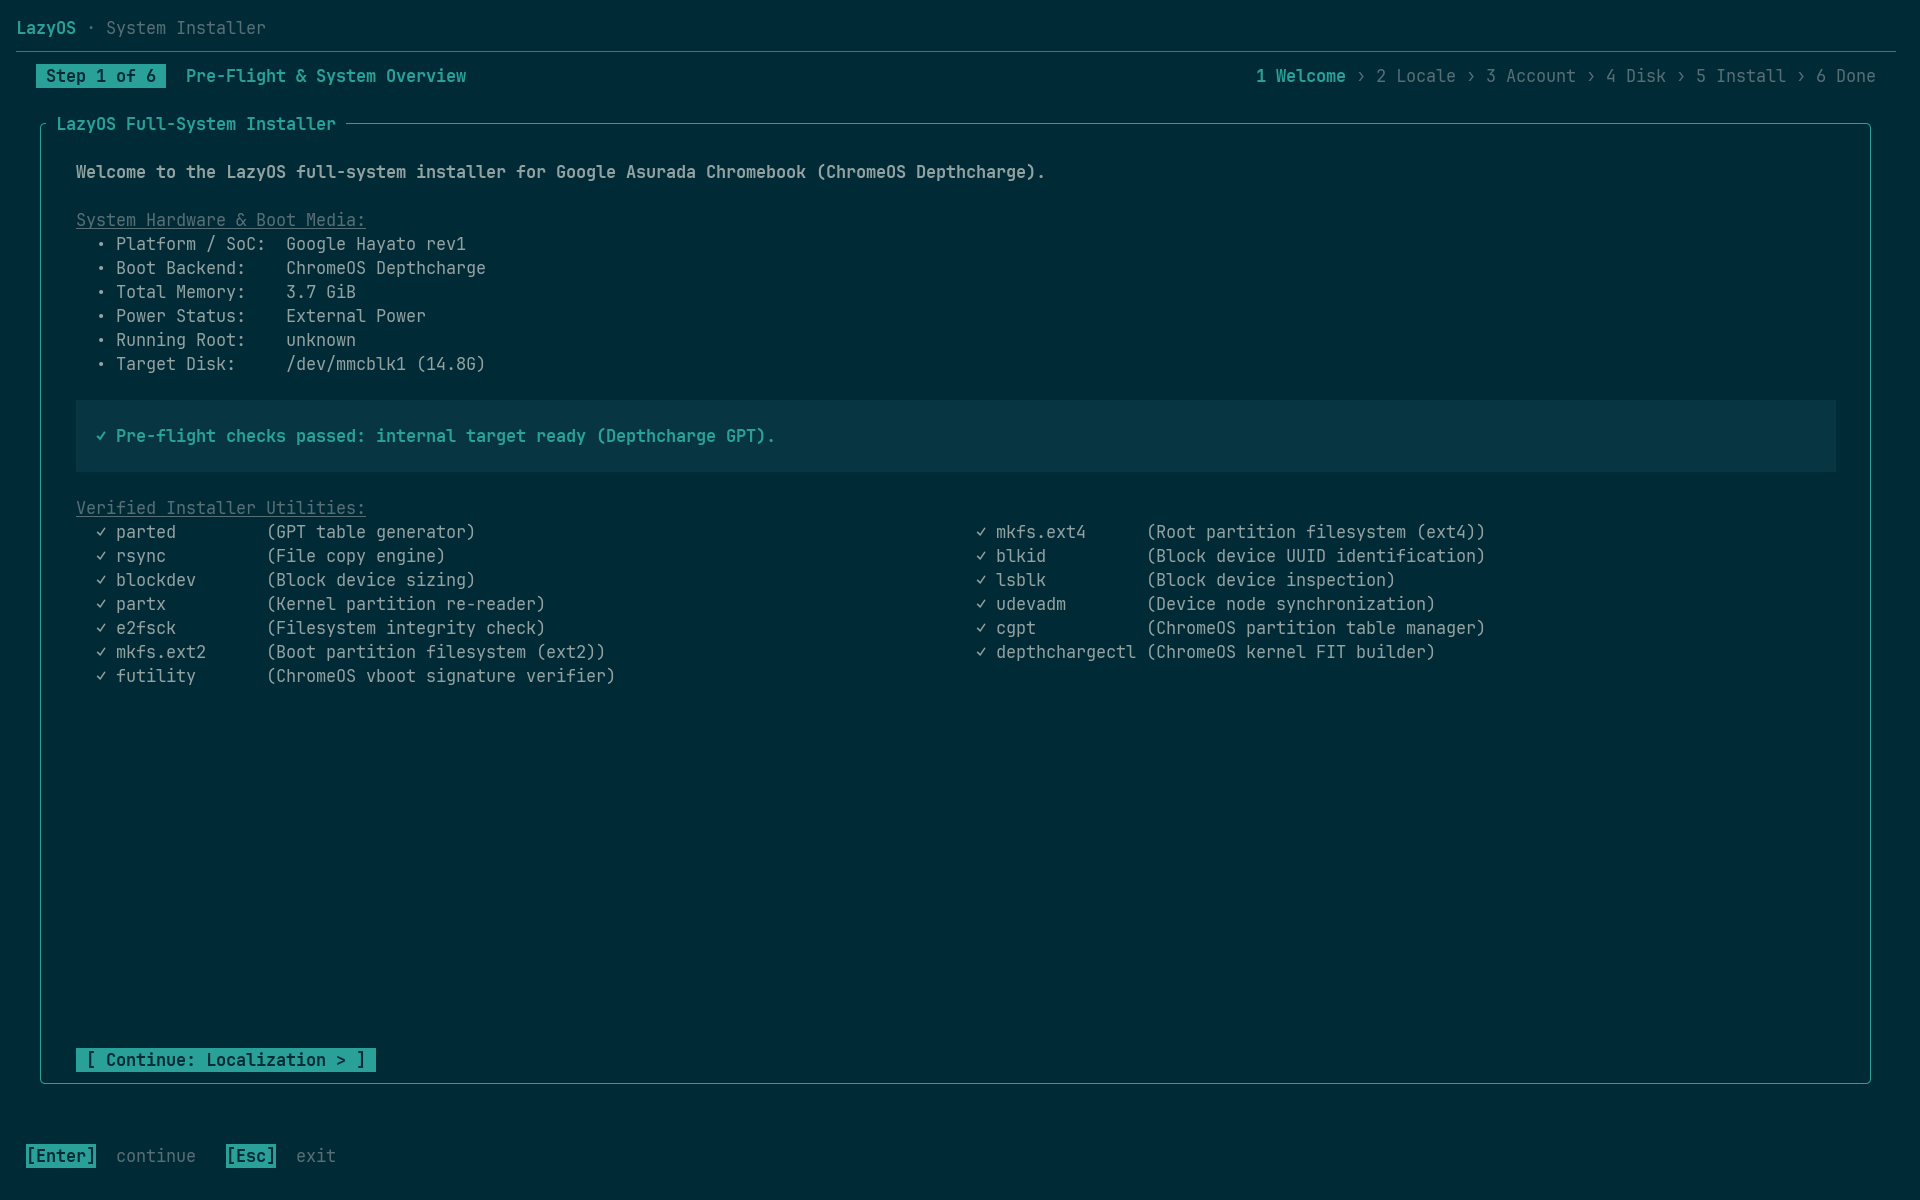 LazyOS · System Installer
Step 1 of 6  Pre-Flight & System Overview  1 Welcome › 2 Locale › 3 Account › 4 Disk › 5 Install › 6 Done
LazyOS Full-System Installer
Welcome to the LazyOS full-system installer for Google Asurada Chromebook (ChromeOS Depthcharge).
System Hardware & Boot Media:
• Platform / SoC:  Google Hayato rev1
• Boot Backend:    ChromeOS Depthcharge
• Total Memory:    3.7 GiB
• Power Status:    External Power
• Running Root:    unknown
• Target Disk:     /dev/mmcblk1 (14.8G)
✓ Pre-flight checks passed: internal target ready (Depthcharge GPT).
Verified Installer Utilities:
✓ parted         (GPT table generator)  ✓ mkfs.ext4      (Root partition filesystem (ext4))
✓ rsync          (File copy engine)  ✓ blkid          (Block device UUID identification)
✓ blockdev       (Block device sizing)  ✓ lsblk          (Block device inspection)
✓ partx          (Kernel partition re-reader)  ✓ udevadm        (Device node synchronization)
✓ e2fsck         (Filesystem integrity check)  ✓ cgpt           (ChromeOS partition table manager)
✓ mkfs.ext2      (Boot partition filesystem (ext2))  ✓ depthchargectl (ChromeOS kernel FIT builder)
✓ futility       (ChromeOS vboot signature verifier)
[ Continue: Localization > ]
[Enter]  continue  [Esc]  exit